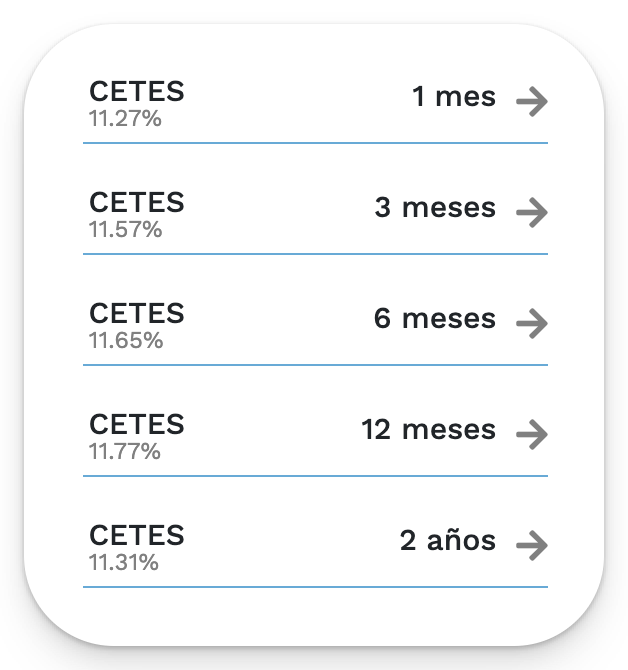 CETES
11.27%
1 mes
CETES
11.57%
3 meses
CETES
11.65%
6 meses
CETES
11.77%
12 meses
CETES
11.31%
2 años